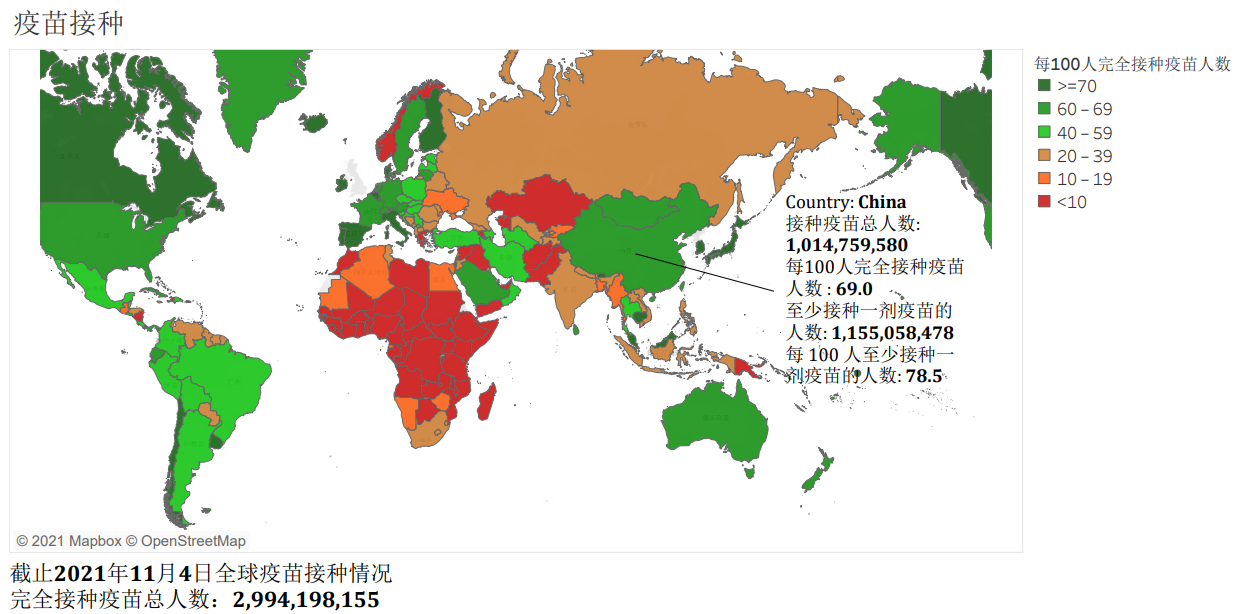 疫苗接种
每100人完全接种疫苗人数
>=70
60 – 69
40 – 59
20 – 39
10 – 19
<10
Country: China
接种疫苗总人数:
1,014,759,580
每100人完全接种疫苗
人数 : 69.0
至少接种一剂疫苗的
人数: 1,155,058,478
每 100 人至少接种一
剂疫苗的人数: 78.5
© 2021 Mapbox © OpenStreetMap
截止2021年11月4日全球疫苗接种情况
完全接种疫苗总人数：2,994,198,155